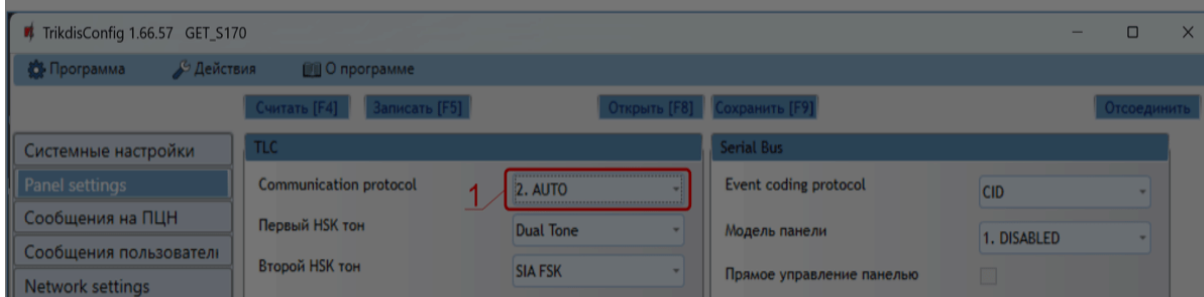 TrikdisConfig 1.66.57 GET_S170
Программа Действия О программе
Считать [F4] Записать [F5] Открыть [F8] Сохранить [F9] Отсоединить
Системные настройки
Panel settings
Сообщения на ПЦН
Сообщения пользовател
Network settings
TLC
Communication protocol 1 2. AUTO
Первый HSK тон Dual Tone
Второй HSK тон SIA FSK
Serial Bus
Event coding protocol CID
Модель панели 1. DISABLED
Прямое управление панелью